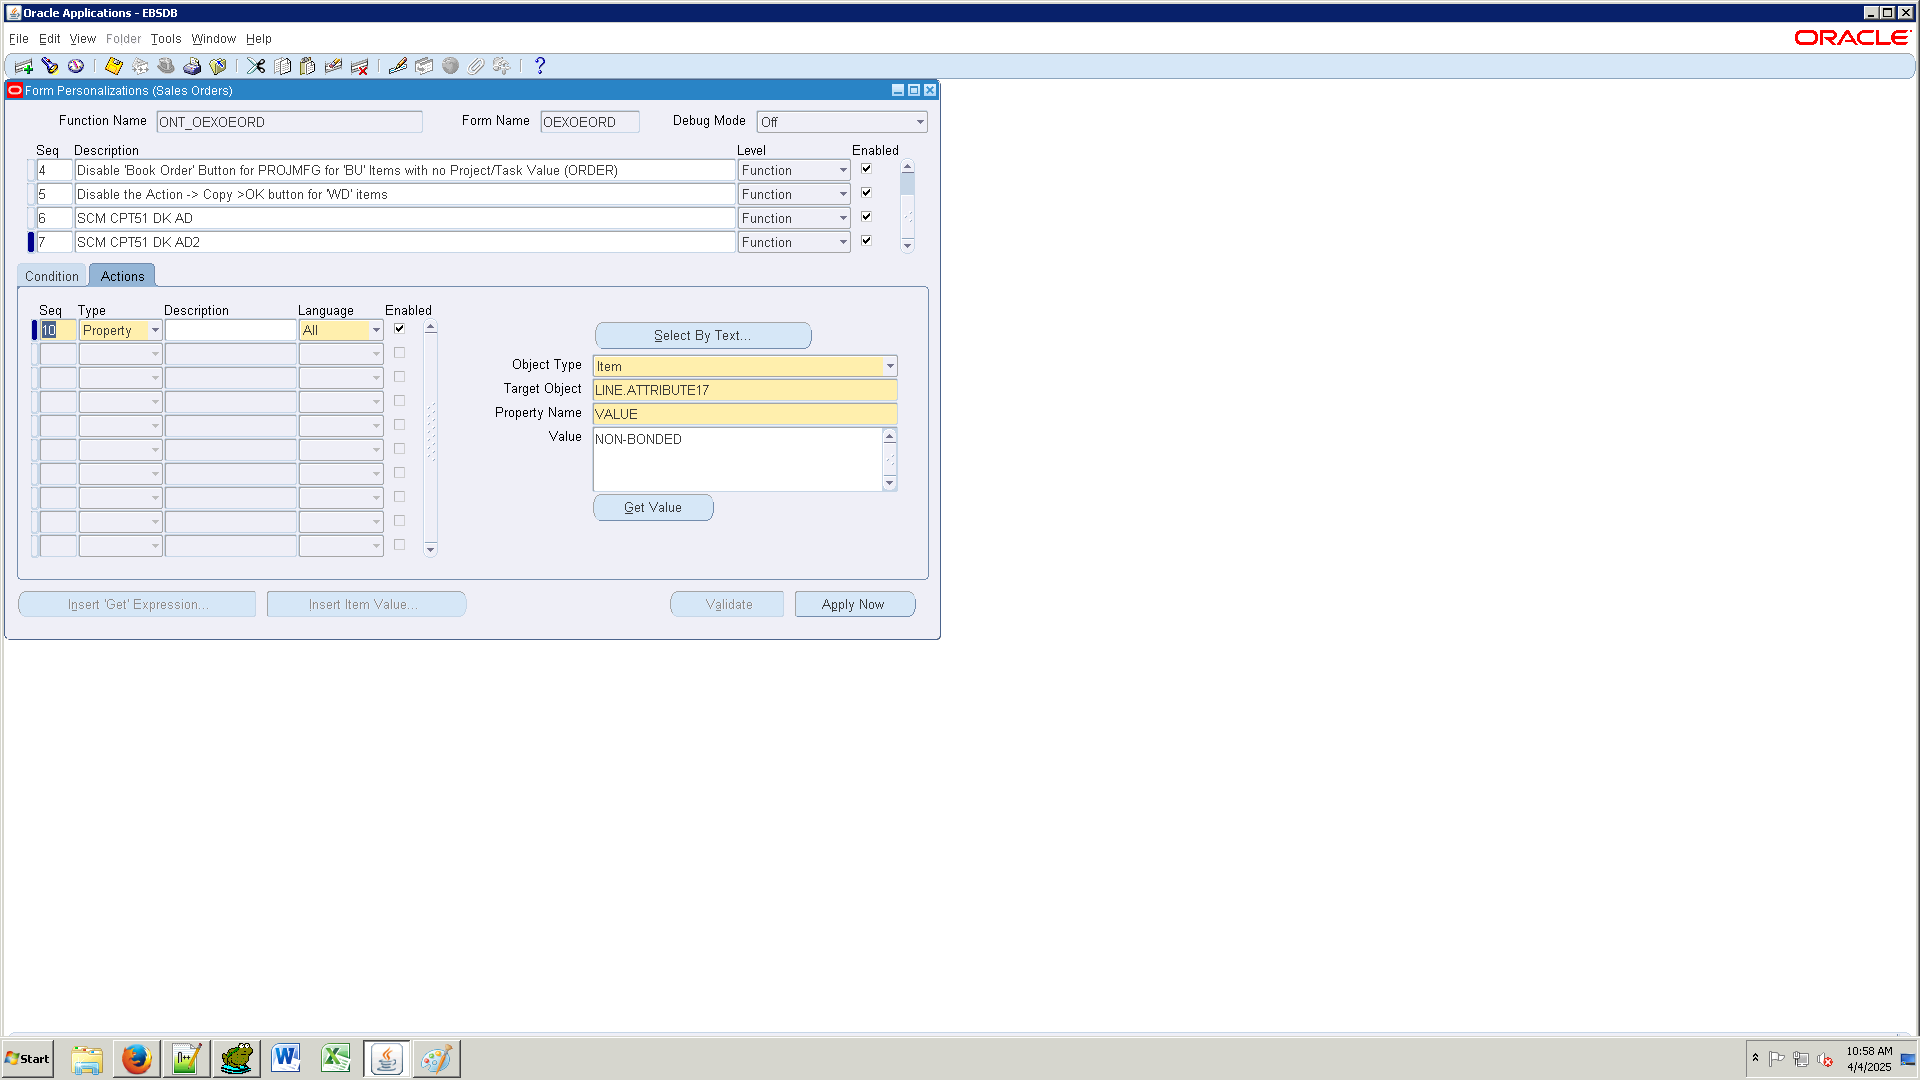 Oracle Applications - EBSDB
File Edit View Folder Tools Window Help
ORACLE
Form Personalizations (Sales Orders)
Function Name ONT_OEXOEORD Form Name OEXOEORD Debug Mode Off
Seq Description Level Enabled
4 Disable 'Book Order' Button for PROJMFG for 'BU' Items with no Project/Task Value (ORDER) Function
5 Disable the Action -> Copy >OK button for 'WD' items Function
6 SCM CPT51 DK AD Function
7 SCM CPT51 DK AD2 Function
Condition Actions
Seq Type Description Language Enabled
10 Property All
Select By Text...
Object Type Item
Target Object LINE.ATTRIBUTE17
Property Name VALUE
Value NON-BONDED
Get Value
Insert 'Get' Expression... Insert Item Value... Validate Apply Now
Start
10:58 AM
4/4/2025